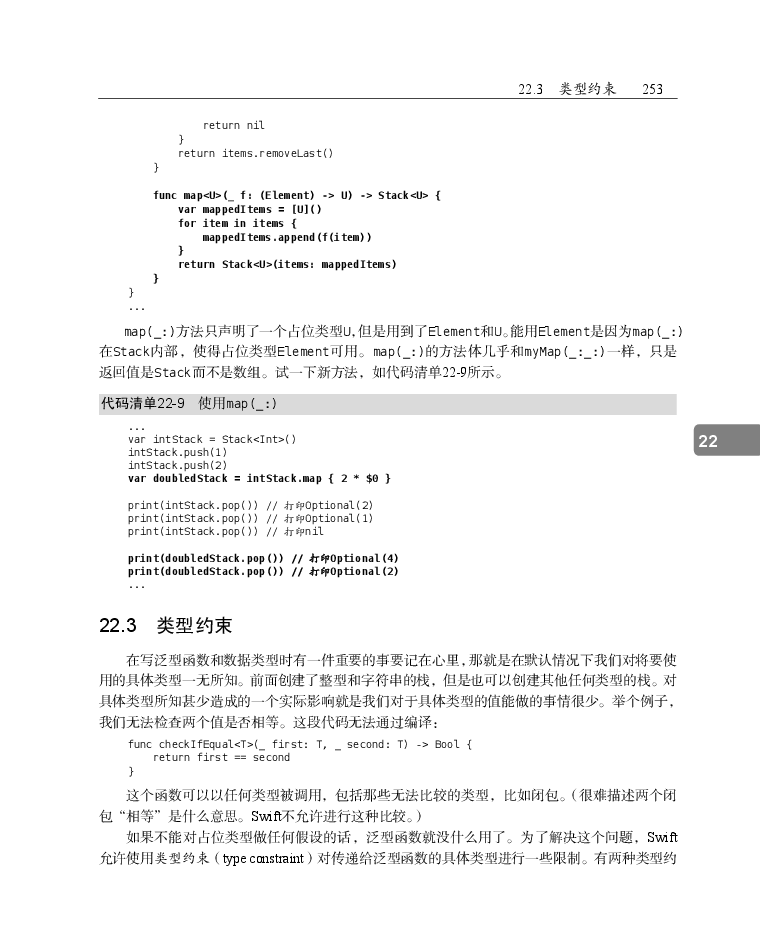 22.3 类型约束 253
return nil
}
return items.removeLast()
}
func map<U>(_ f: (Element) -> U) -> Stack<U> {
var mappedItems = [U]()
for item in items {
mappedItems.append(f(item))
}
return Stack<U>(items: mappedItems)
}
}
...
map(_:)方法只声明了一个占位类型U,但是用到了Element和U。能用Element是因为map(_:)
在Stack内部，使得占位类型Element可用。map(_:)的方法体几乎和myMap(_:_:)一样，只是
返回值是Stack而不是数组。试一下新方法，如代码清单22-9所示。
代码清单22-9 使用map(_:)
...
var intStack = Stack<Int>()
intStack.push(1)
intStack.push(2)
var doubledStack = intStack.map { 2 * $0 }
22
print(intStack.pop()) // 打印Optional(2)
print(intStack.pop()) // 打印Optional(1)
print(intStack.pop()) // 打印nil
print(doubledStack.pop()) // 打印Optional(4)
print(doubledStack.pop()) // 打印Optional(2)
...
22.3 类型约束
在写泛型函数和数据类型时有一件重要的事要记在心里，那就是在默认情况下我们对将要使
用的具体类型一无所知。前面创建了整型和字符串的栈，但是也可以创建其他任何类型的栈。对
具体类型所知甚少造成的一个实际影响就是我们对于具体类型的值能做的事情很少。举个例子，
我们无法检查两个值是否相等。这段代码无法通过编译：
func checkIfEqual<T>(_ first: T, _ second: T) -> Bool {
return first == second
}
这个函数可以以任何类型被调用，包括那些无法比较的类型，比如闭包。（很难描述两个闭
包“相等”是什么意思。Swift不允许进行这种比较。）
如果不能对占位类型做任何假设的话，泛型函数就没什么用了。为了解决这个问题，Swift
允许使用类型约束（type constraint）对传递给泛型函数的具体类型进行一些限制。有两种类型约